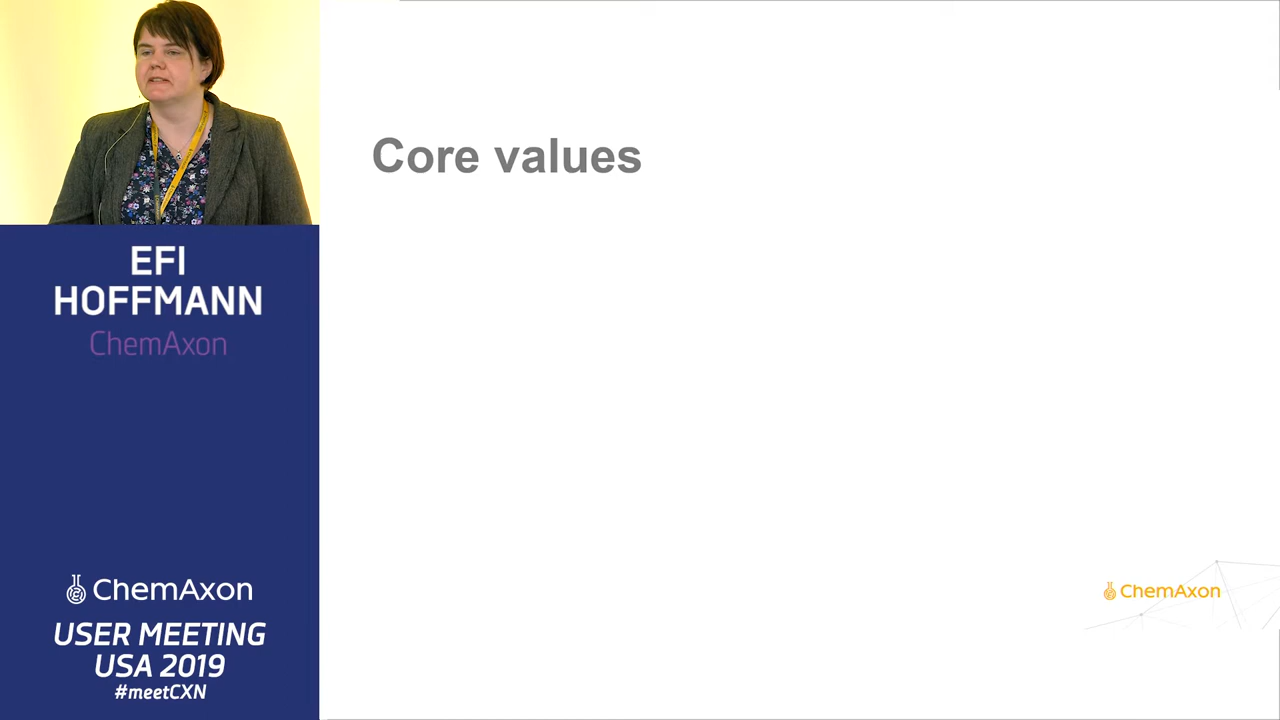 EFI
HOFFMANN
ChemAxon
ChemAxon
USER MEETING
USA 2019
#meetCXN
Core values
ChemAxon